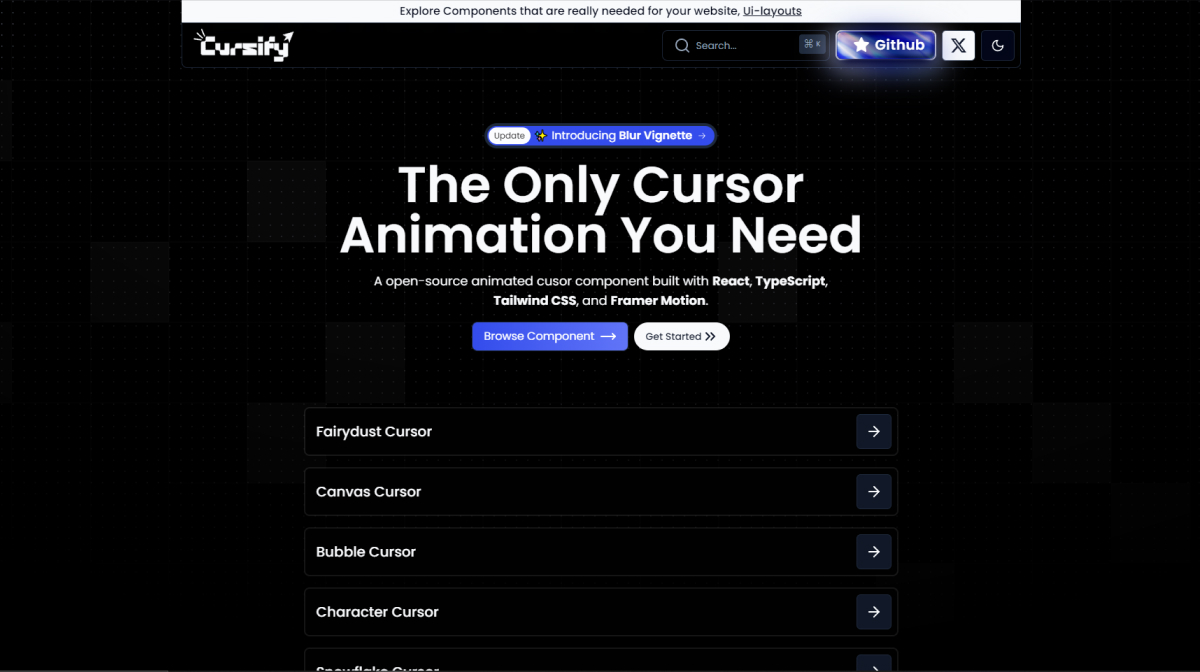 Explore Components that are really needed for your website, Ui-layouts
Cursify
Search...
⌘ K
Github
Update ✨ Introducing Blur Vignette →
The Only Cursor
Animation You Need
A open-source animated cusor component built with React, TypeScript,
Tailwind CSS, and Framer Motion.
Browse Component →
Get Started »
Fairydust Cursor
Canvas Cursor
Bubble Cursor
Character Cursor
Snowflake Cursor